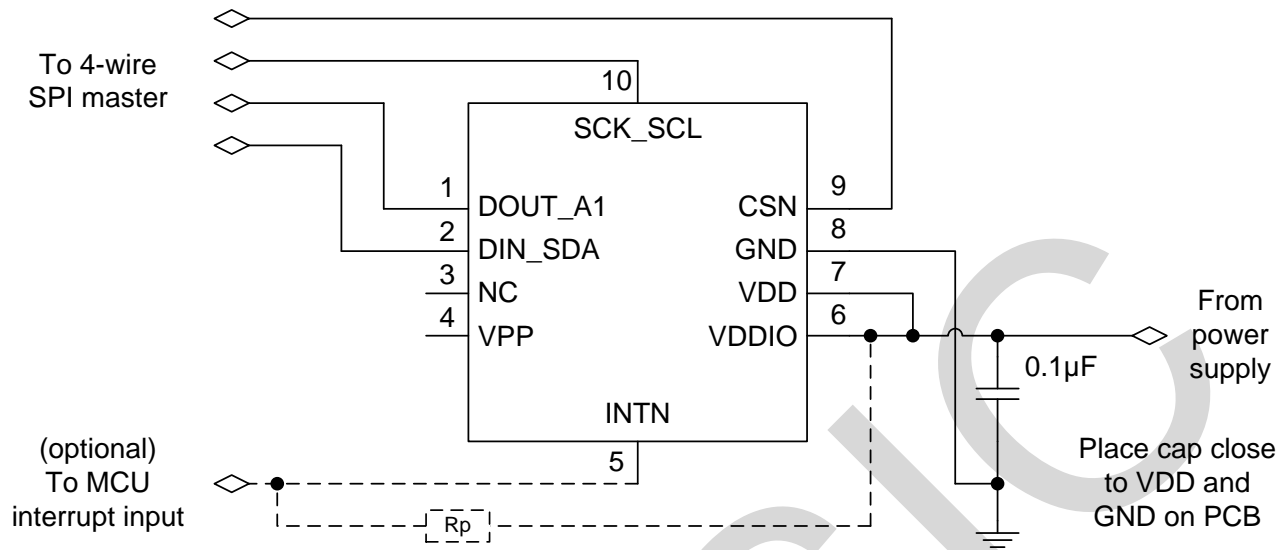 To 4-wire
SPI master
10
SCK_SCL
1
DOUT_A1
2
DIN_SDA
3
NC
4
VPP
9
CSN
8
GND
7
VDD
6
VDDIO
INTN
5
From
power
supply
0.1µF
Place cap close
to VDD and
GND on PCB
(optional)
To MCU
interrupt input
Rp